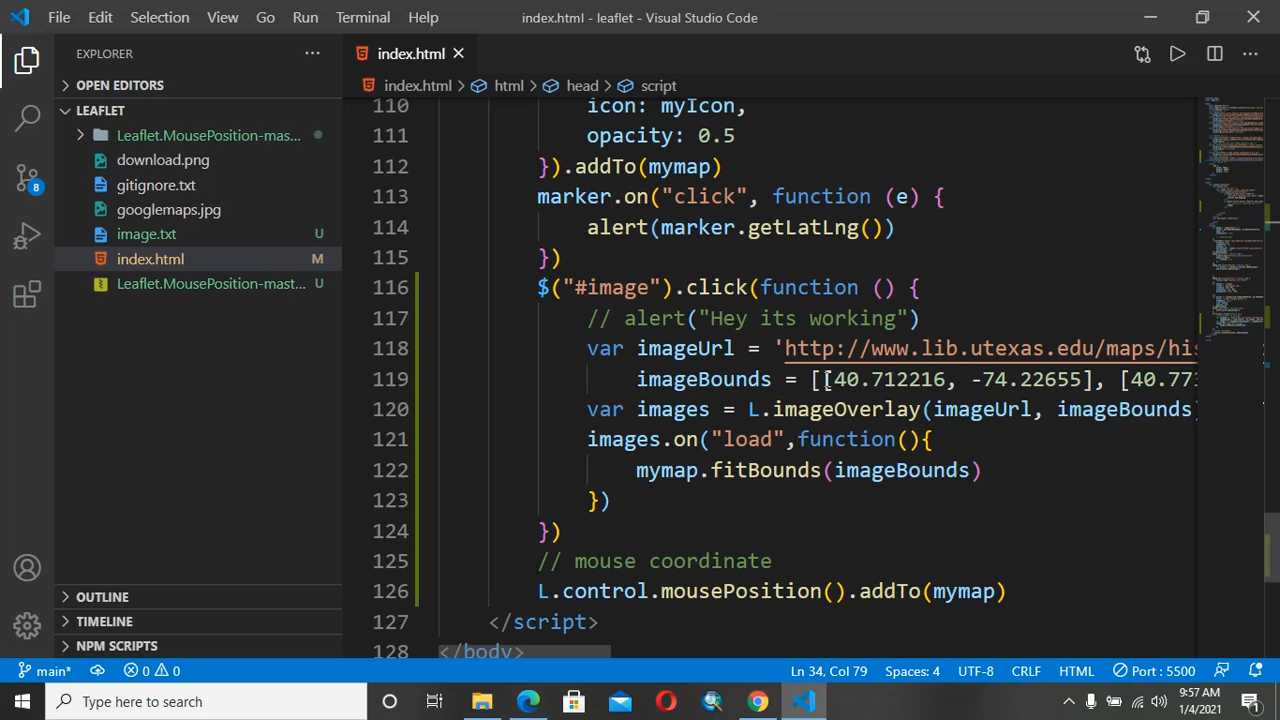 File Edit Selection View Go Run Terminal Help index.html - leaflet - Visual Studio Code
EXPLORER
index.html
OPEN EDITORS
index.html html head script
LEAFLET
Leaflet.MousePosition-mas...
download.png
gitignore.txt
googlemaps.jpg
image.txt U
index.html M
Leaflet.MousePosition-mast... U
110 icon: myIcon,
111 opacity: 0.5
112 }).addTo(mymap)
113 marker.on("click", function (e) {
114 alert(marker.getLatLng())
115 })
116 $("#image").click(function () {
117 // alert("Hey its working")
118 var imageUrl = 'http://www.lib.utexas.edu/maps/his
119 imageBounds = [[40.712216, -74.22655], [40.773
120 var images = L.imageOverlay(imageUrl, imageBounds)
121 images.on("load",function(){
122 mymap.fitBounds(imageBounds)
123 })
124 })
125 // mouse coordinate
126 L.control.mousePosition().addTo(mymap)
127 </script>
128 </body>
8
OUTLINE
TIMELINE
NPM SCRIPTS
main* 0 0 Ln 34, Col 79 Spaces: 4 UTF-8 CRLF HTML Port : 5500
Type here to search
9:57 AM
1/4/2021
1